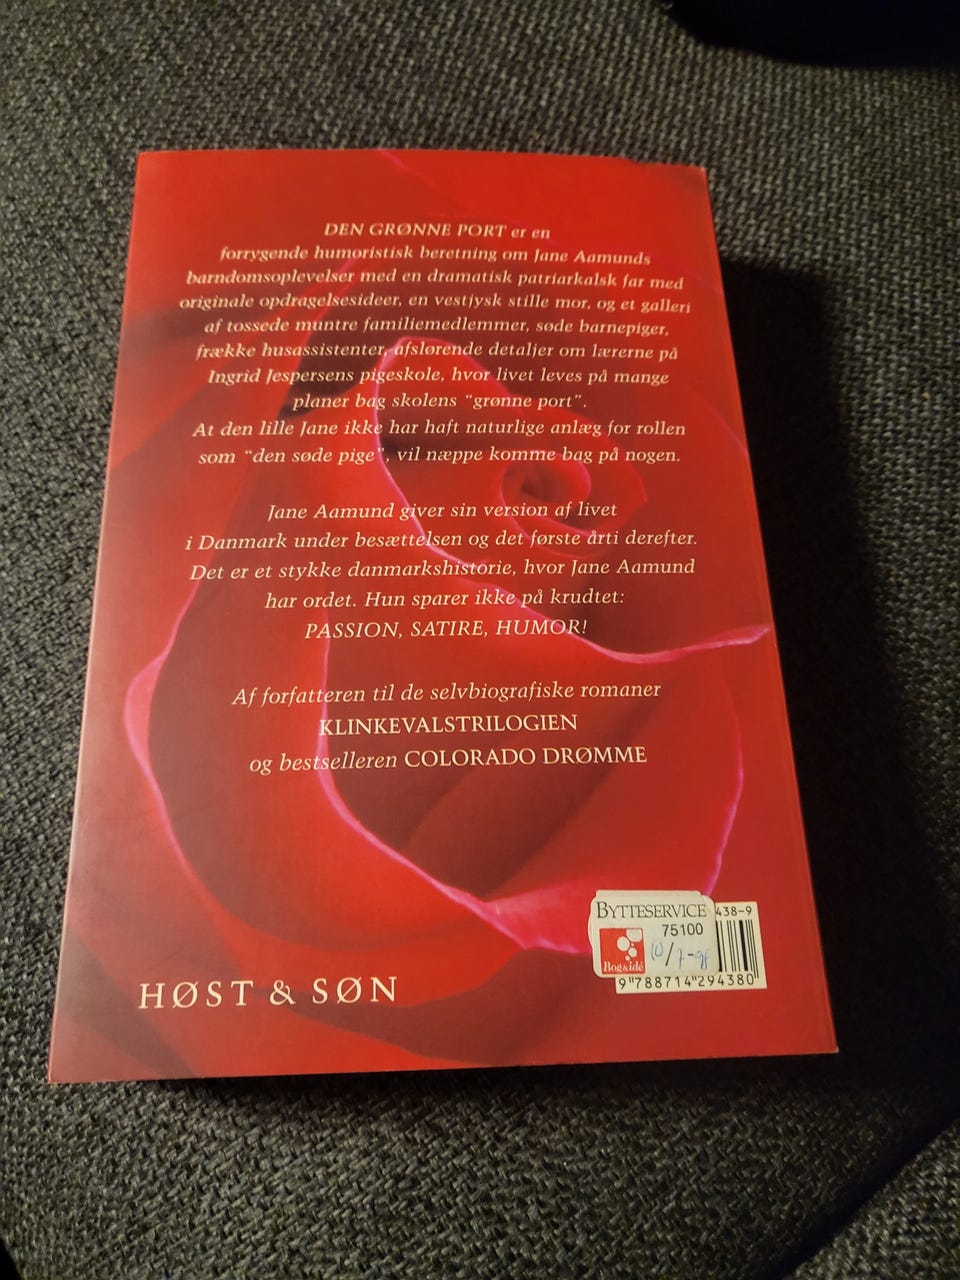 DEN GRØNNE PORT er en
forrygende humoristisk beretning om Jane Aamunds
barndomsoplevelser med en dramatisk patriarkalsk far med
originale opdragelsesideer, en vestjysk stille mor, og et galleri
af tossede muntre familiemedlemmer, søde barnepiger,
frække husassistenter, afslørende detaljer om lærerne på
Ingrid Jespersens pigeskole, hvor livet leves på mange
planer bag skolens "grønne port".
At den lille Jane ikke har haft naturlige anlæg for rollen
som "den søde pige", vil næppe komme bag på nogen.
Jane Aamund giver sin version af livet
i Danmark under besættelsen og det første årti derefter.
Det er et stykke danmarkshistorie, hvor Jane Aamund
har ordet. Hun sparer ikke på krudtet:
PASSION, SATIRE, HUMOR!
Af forfatteren til de selvbiografiske romaner
KLINKEVALSTRILOGIEN
og bestselleren COLORADO DRØMME
BYTTESERVICE
438-9
75100
10/7-98
Bog&idé
9"788714"294380
HØST & SØN